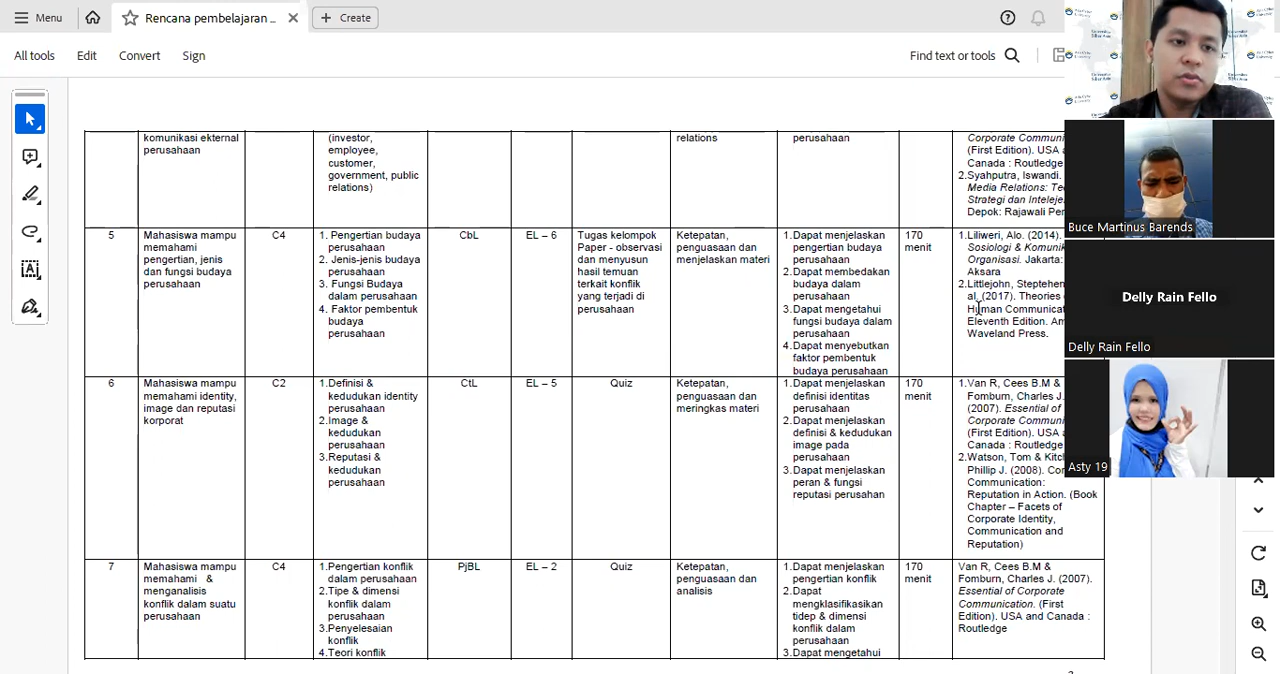 Menu
Rencana pembelajaran ...
Create
All tools
Edit
Convert
Sign
Find text or tools
komunikasi ekternal
perusahaan
(investor,
employee,
customer,
government, public
relations)
relations
perusahaan
Corporate Commun
(First Edition). USA
Canada : Routledge
2.Syahputra, Iswandi.
Media Relations: Te
Strategi dan Intelej
Depok: Rajawali Per
5
Mahasiswa mampu
memahami
pengertian, jenis
dan fungsi budaya
perusahaan
C4
1. Pengertian budaya
perusahaan
2. Jenis-jenis budaya
perusahaan
3. Fungsi Budaya
dalam perusahaan
4. Faktor pembentuk
budaya
perusahaan
CbL
EL – 6
Tugas kelompok
Paper - observasi
dan menyusun
hasil temuan
terkait konflik
yang terjadi di
perusahaan
Ketepatan,
penguasaan dan
menjelaskan materi
1.Dapat menjelaskan
pengertian budaya
perusahaan
2.Dapat membedakan
budaya dalam
perusahaan
3.Dapat mengetahui
fungsi budaya dalam
perusahaan
4.Dapat menyebutkan
faktor pembentuk
budaya perusahaan
170
menit
1.Liliweri, Alo. (2014).
Sosiologi & Komunik
Organisasi. Jakarta:
Aksara
2.Littlejohn, Steptehen
al. (2017). Theories
Human Communicat
Eleventh Edition. Am
Waveland Press.
6
Mahasiswa mampu
memahami identity,
image dan reputasi
korporat
C2
1.Definisi &
kedudukan identity
perusahaan
2.Image &
kedudukan
perusahaan
3.Reputasi &
kedudukan
perusahaan
CtL
EL – 5
Quiz
Ketepatan,
penguasaan dan
meringkas materi
1.Dapat menjelaskan
definisi identitas
perusahaan
2.Dapat menjelaskan
definisi & kedudukan
image pada
perusahaan
3.Dapat menjelaskan
peran & fungsi
reputasi perusahan
170
menit
1.Van R, Cees B.M &
Fomburn, Charles J.
(2007). Essential of
Corporate Commun
(First Edition). USA
Canada : Routledge
2.Watson, Tom & Kitch
Phillip J. (2008). Cor
Communication:
Reputation in Action. (Book
Chapter – Facets of
Corporate Identity,
Communication and
Reputation)
7
Mahasiswa mampu
memahami &
menganalisis
konflik dalam suatu
perusahaan
C4
1.Pengertian konflik
dalam perusahaan
2.Tipe & dimensi
konflik dalam
perusahaan
3.Penyelesaian
konflik
4.Teori konflik
PjBL
EL – 2
Quiz
Ketepatan,
penguasaan dan
analisis
1.Dapat menjelaskan
pengertian konflik
2.Dapat
mengklasifikasikan
tidep & dimensi
konflik dalam
perusahaan
3.Dapat mengetahui
170
menit
Van R, Cees B.M &
Fomburn, Charles J. (2007).
Essential of Corporate
Communication. (First
Edition). USA and Canada :
Routledge
Buce Martinus Barends
Delly Rain Fello
Delly Rain Fello
Asty 19